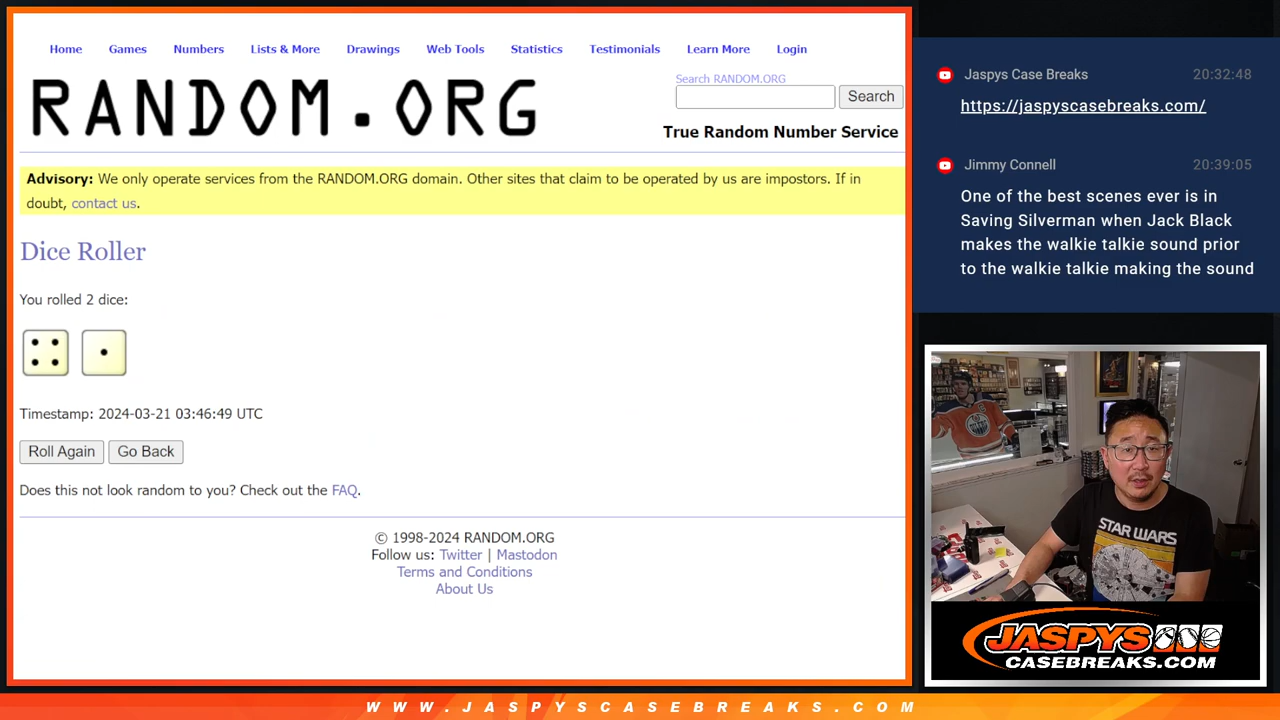 Home Games Numbers Lists & More Drawings Web Tools Statistics Testimonials Learn More Login
RANDOM.ORG
Search RANDOM.ORG
Search
True Random Number Service
Advisory: We only operate services from the RANDOM.ORG domain. Other sites that claim to be operated by us are impostors. If in
doubt, contact us.
Dice Roller
You rolled 2 dice:
Timestamp: 2024-03-21 03:46:49 UTC
Roll Again Go Back
Does this not look random to you? Check out the FAQ.
© 1998-2024 RANDOM.ORG
Follow us: Twitter | Mastodon
Terms and Conditions
About Us
Jaspys Case Breaks 20:32:48
https://jaspyscasebreaks.com/
Jimmy Connell 20:39:05
One of the best scenes ever is in
Saving Silverman when Jack Black
makes the walkie talkie sound prior
to the walkie talkie making the sound
STAR WARS
JASPYS
CASEBREAKS.COM
WWW.JASPYSCASEBREAKS.COM